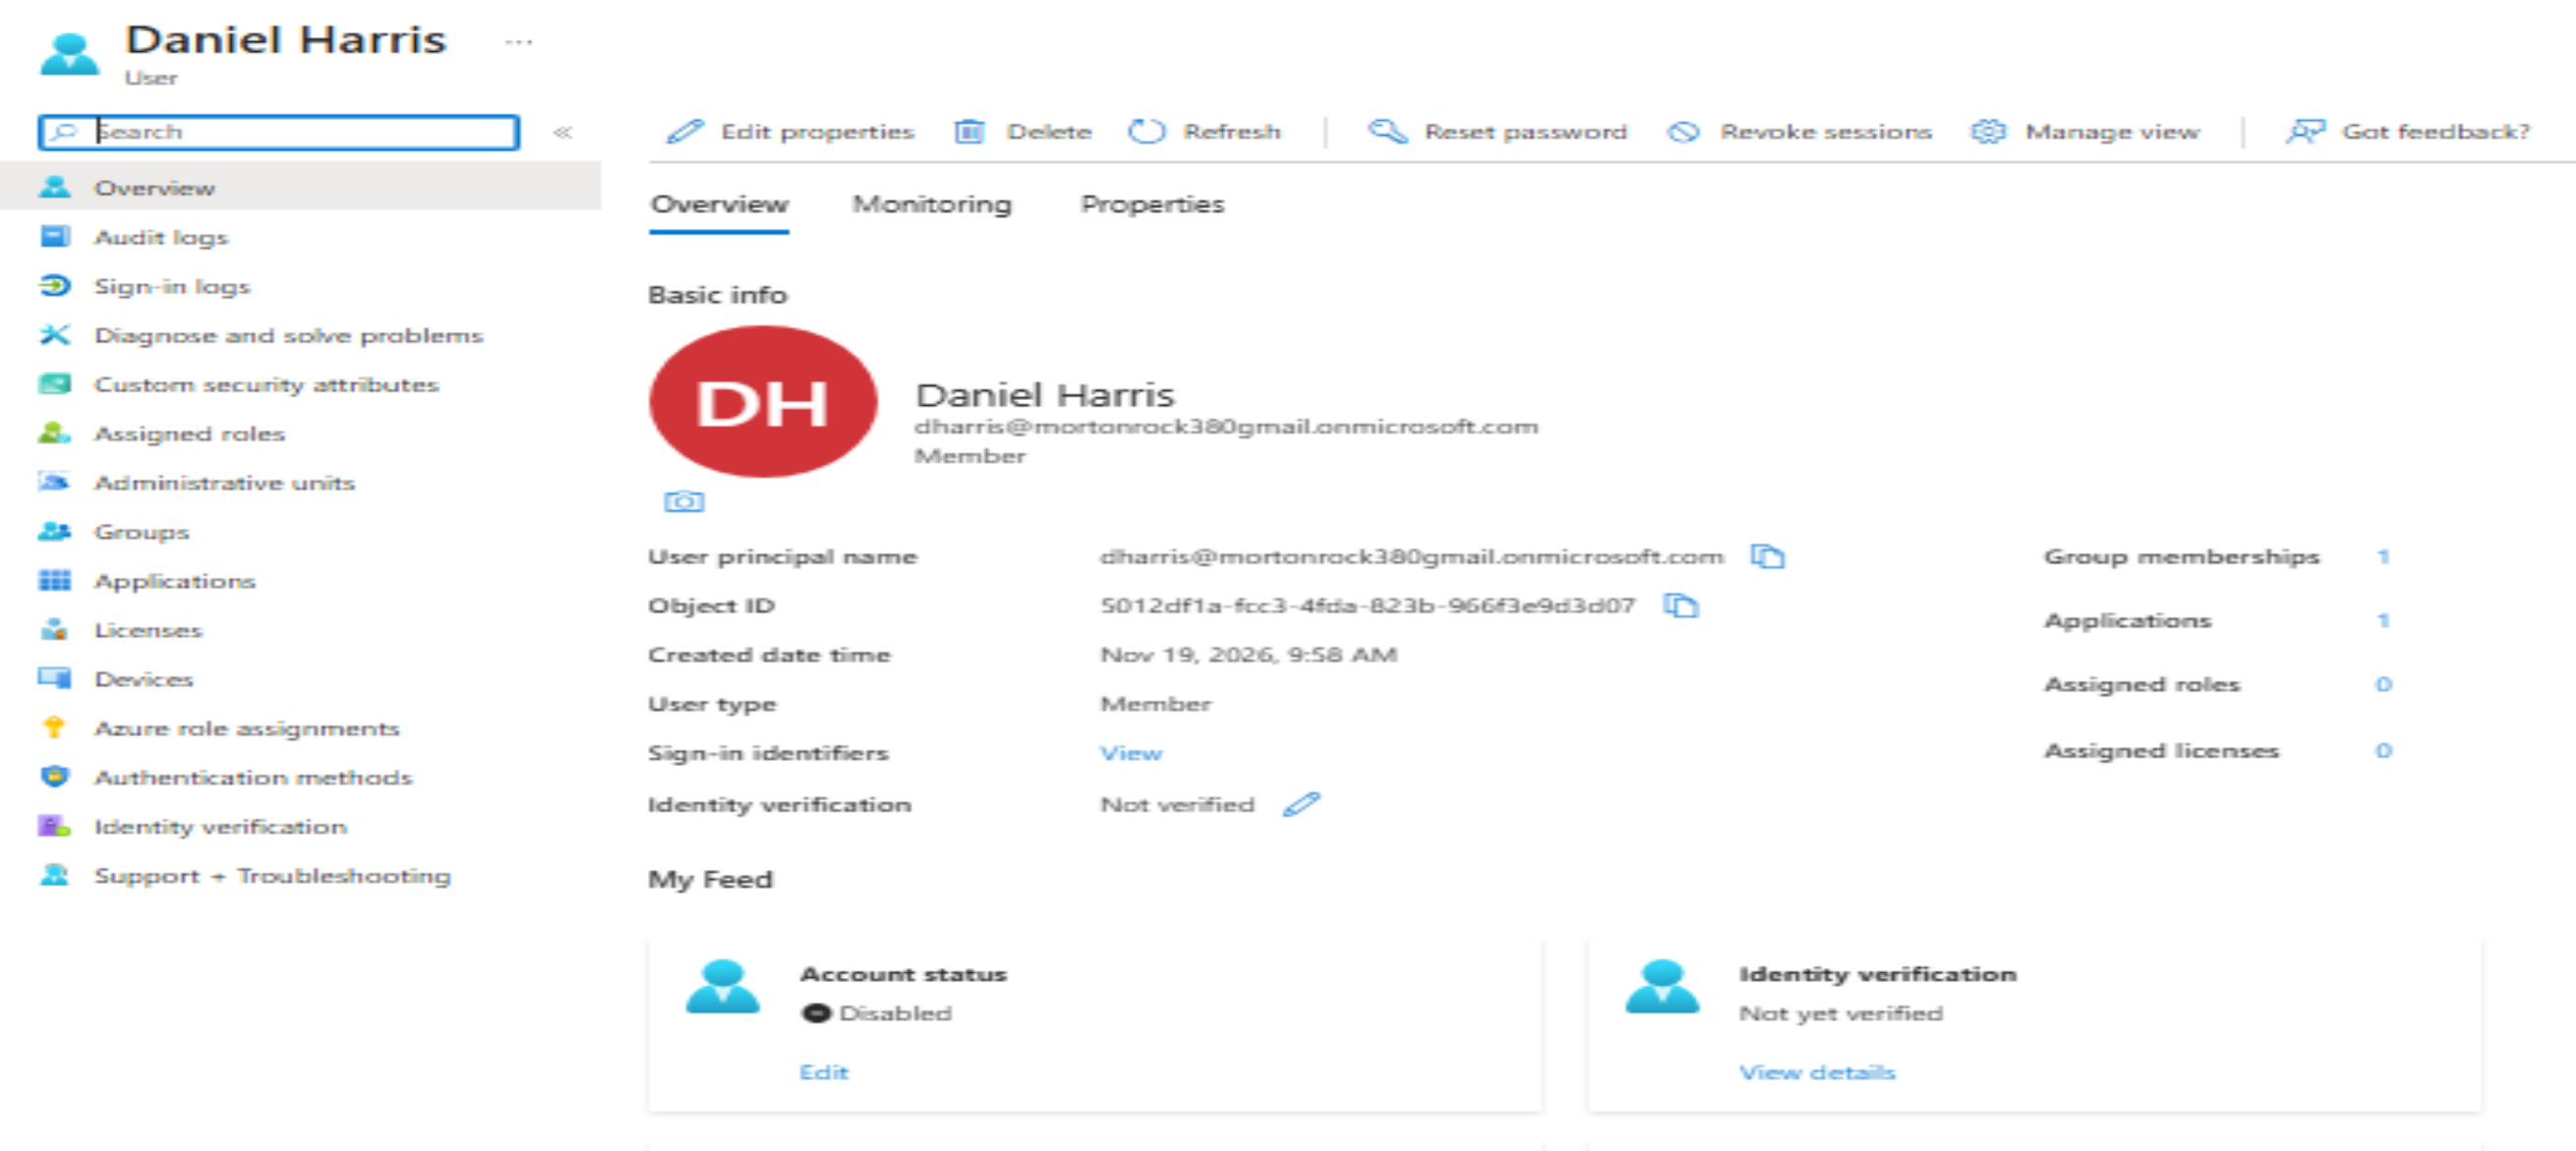 Daniel Harris ...
User
Search
«
Edit properties
Delete
Refresh
Reset password
Revoke sessions
Manage view
Got feedback?
Overview
Audit logs
Sign-in logs
Diagnose and solve problems
Custom security attributes
Assigned roles
Administrative units
Groups
Applications
Licenses
Devices
Azure role assignments
Authentication methods
Identity verification
Support + Troubleshooting
Overview Monitoring Properties
Basic info
DH
Daniel Harris
dharris@mortonrock380gmail.onmicrosoft.com
Member
User principal name dharris@mortonrock380gmail.onmicrosoft.com
Object ID 5012df1a-fcc3-4fda-823b-966f3e9d3d07
Created date time Nov 19, 2026, 9:58 AM
User type Member
Sign-in identifiers View
Identity verification Not verified
Group memberships 1
Applications 1
Assigned roles 0
Assigned licenses 0
My Feed
Account status
Disabled
Edit
Identity verification
Not yet verified
View details